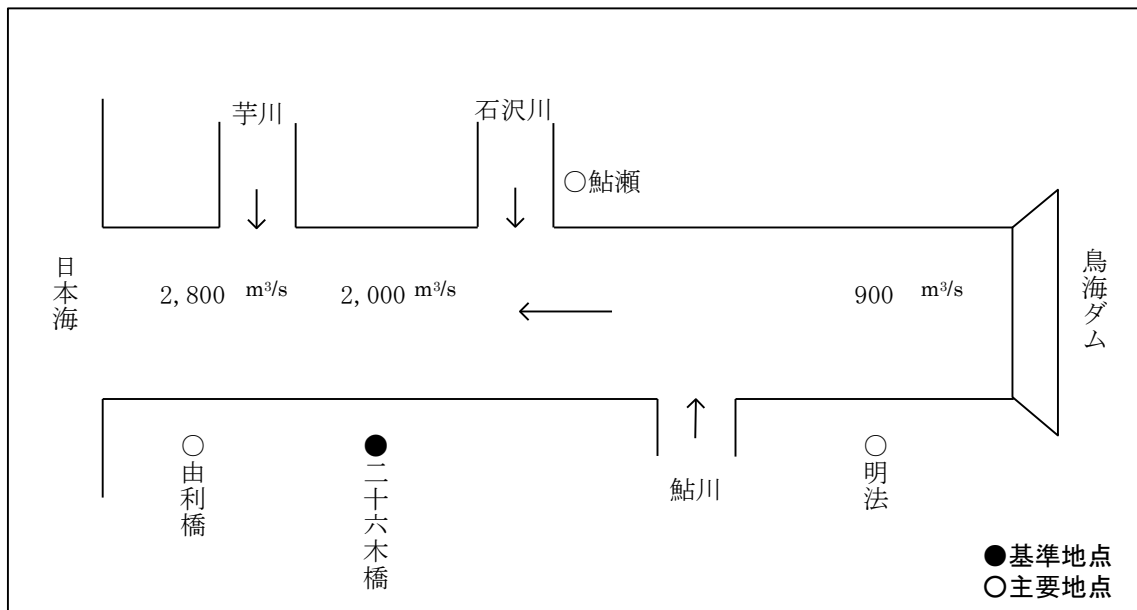 芋川
石沢川
○鮎瀬
日本海
2,800 m³/s
2,000 m³/s
900 m³/s
鳥海ダム
○由利橋
●二十六木橋
鮎川
○明法
●基準地点
○主要地点